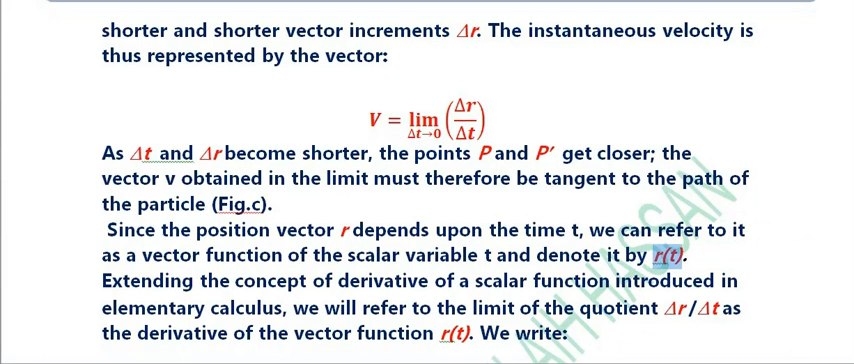 shorter and shorter vector increments Δr. The instantaneous velocity is
thus represented by the vector:
V = lim Δt→0 (Δr/Δt)
As Δt and Δr become shorter, the points P and P′ get closer; the
vector v obtained in the limit must therefore be tangent to the path of
the particle (Fig.c).
Since the position vector r depends upon the time t, we can refer to it
as a vector function of the scalar variable t and denote it by r(t).
Extending the concept of derivative of a scalar function introduced in
elementary calculus, we will refer to the limit of the quotient Δr/Δt as
the derivative of the vector function r(t). We write:
HASSAN